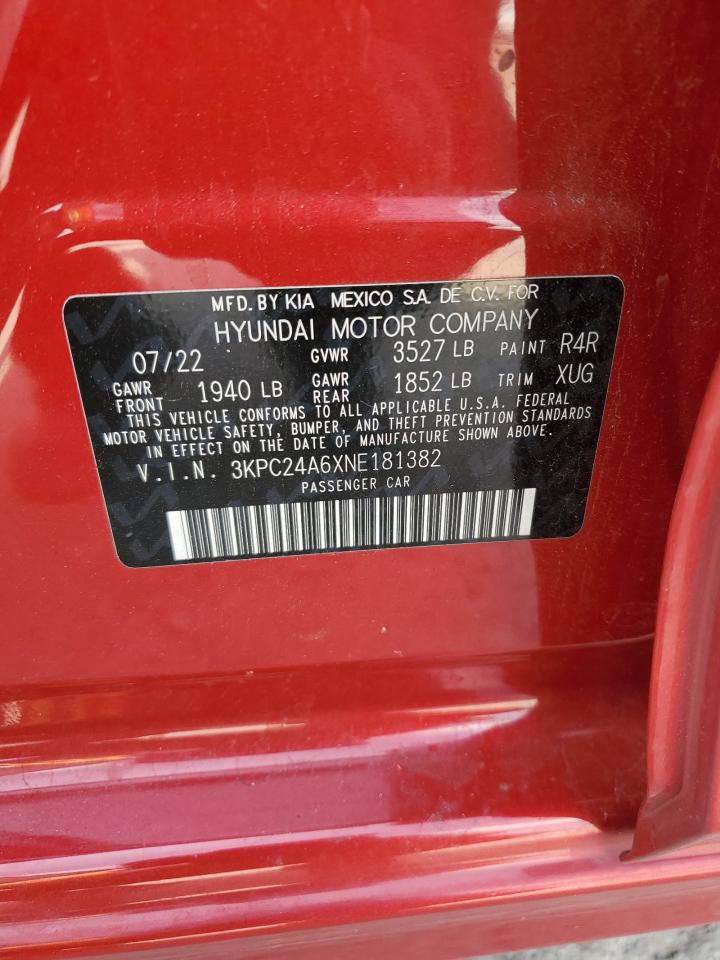 MFD. BY KIA MEXICO S.A. DE C.V. FOR
HYUNDAI MOTOR COMPANY
07/22 GVWR 3527 LB PAINT R4R
GAWR FRONT 1940 LB GAWR REAR 1852 LB TRIM XUG
THIS VEHICLE CONFORMS TO ALL APPLICABLE U.S.A. FEDERAL
MOTOR VEHICLE SAFETY, BUMPER, AND THEFT PREVENTION STANDARDS
IN EFFECT ON THE DATE OF MANUFACTURE SHOWN ABOVE.
V.I.N. 3KPC24A6XNE181382
PASSENGER CAR